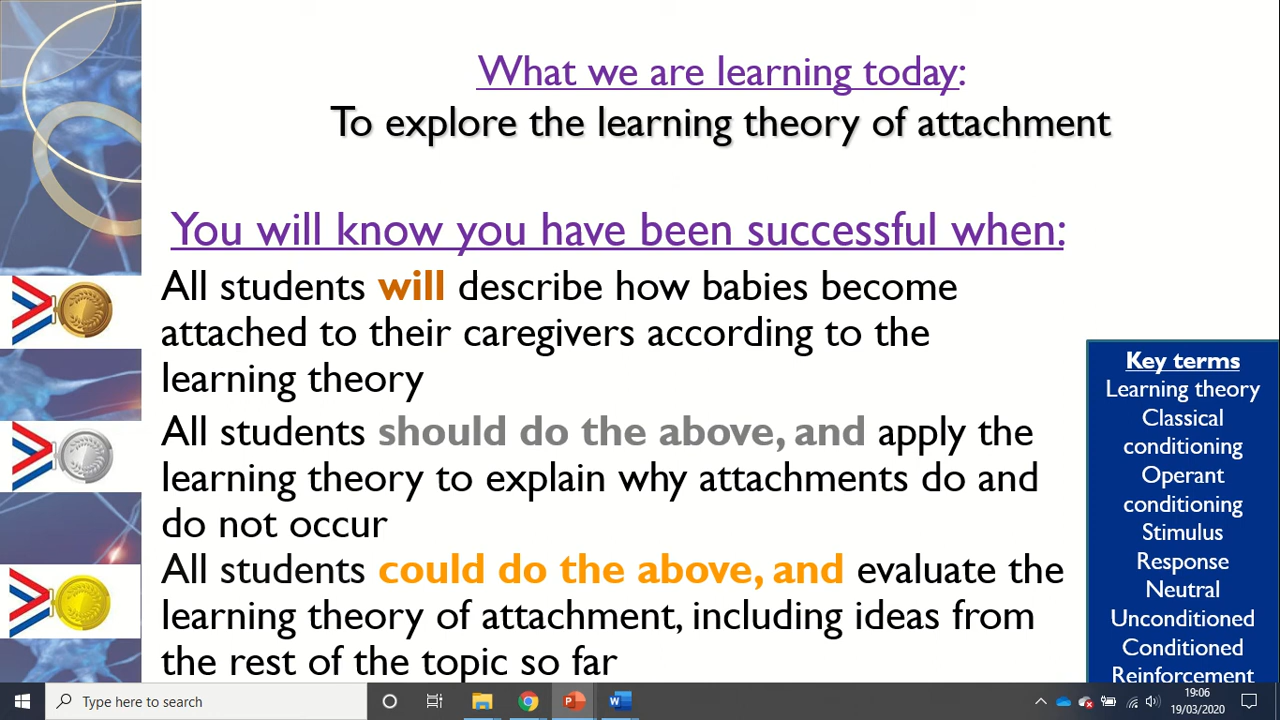 What we are learning today:
To explore the learning theory of attachment
You will know you have been successful when:
All students will describe how babies become
attached to their caregivers according to the
learning theory
All students should do the above, and apply the
learning theory to explain why attachments do and
do not occur
All students could do the above, and evaluate the
learning theory of attachment, including ideas from
the rest of the topic so far
Key terms
Learning theory
Classical
conditioning
Operant
conditioning
Stimulus
Response
Neutral
Unconditioned
Conditioned
Reinforcement
Type here to search
19:06
19/03/2020